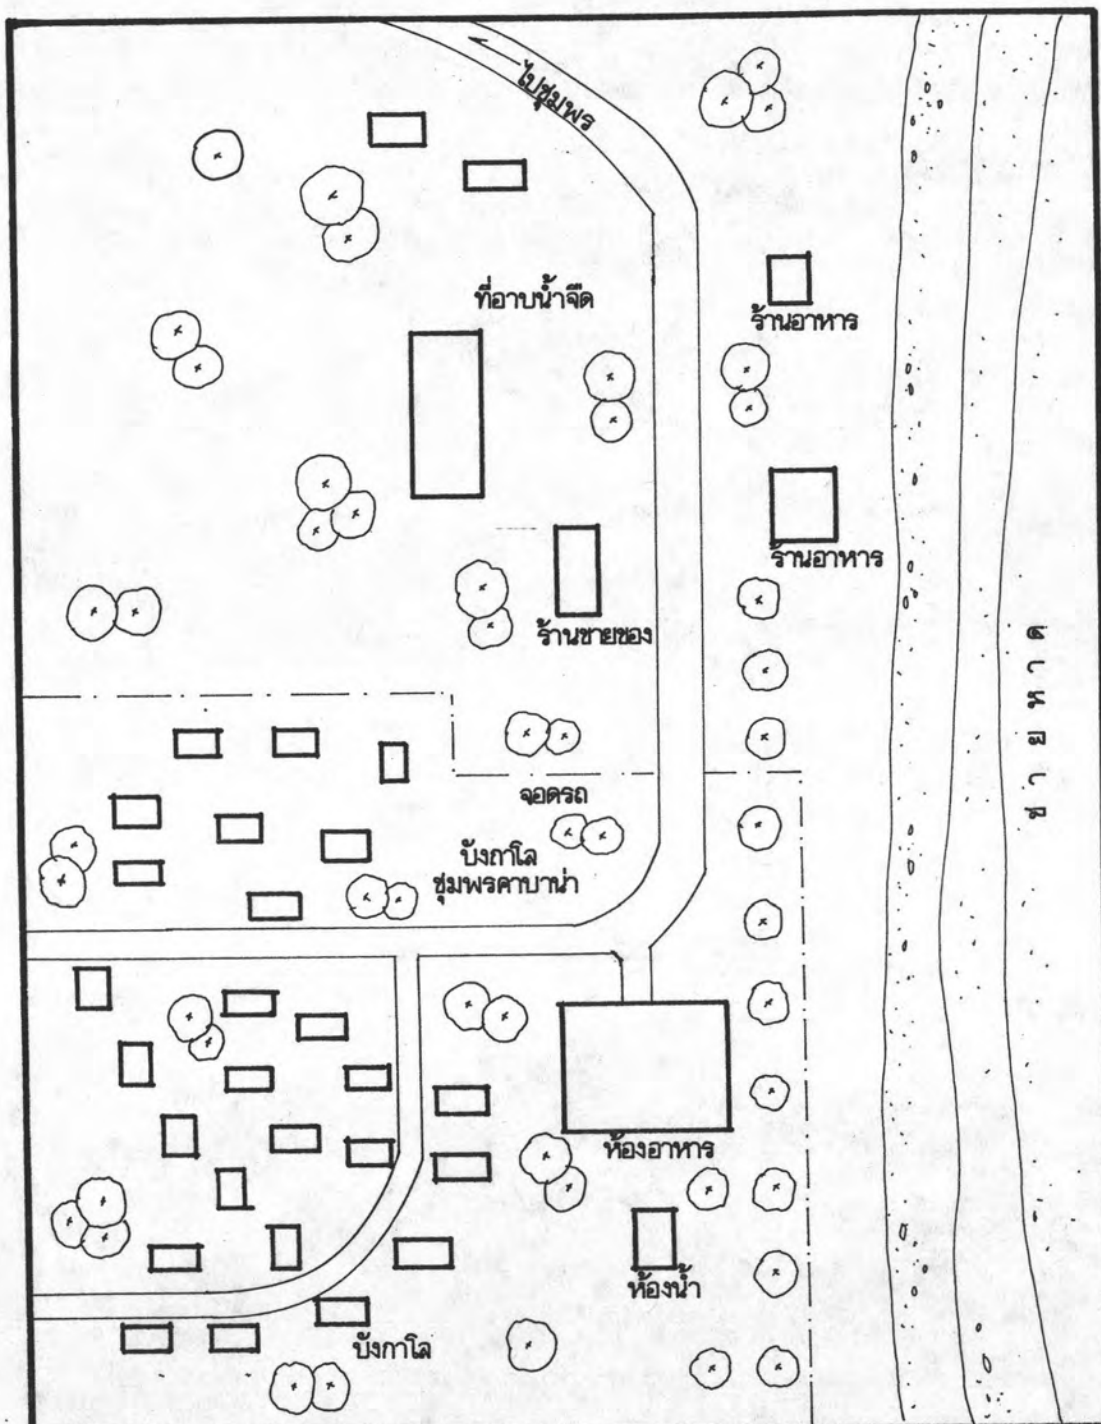 ไปชุมพร
ที่อาบน้ำจืด
ร้านอาหาร
ร้านอาหาร
ร้านขายของ
ชายหาด
จอดรถ
บังกาโล
ชุมพรคาบาน่า
ห้องอาหาร
ห้องน้ำ
บังกาโล